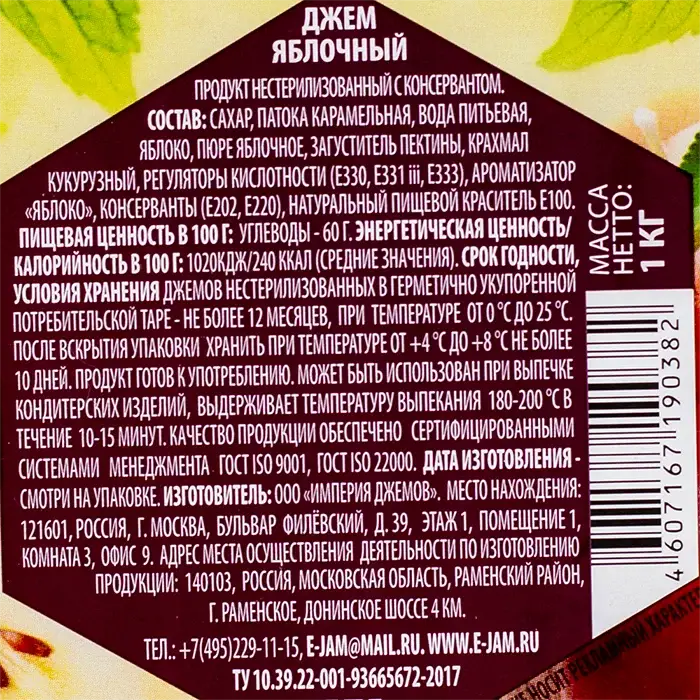 ДЖЕМ
ЯБЛОЧНЫЙ
ПРОДУКТ НЕСТЕРИЛИЗОВАННЫЙ С КОНСЕРВАНТОМ.
СОСТАВ: САХАР, ПАТОКА КАРАМЕЛЬНАЯ, ВОДА ПИТЬЕВАЯ,
ЯБЛОКО, ПЮРЕ ЯБЛОЧНОЕ, ЗАГУСТИТЕЛЬ ПЕКТИНЫ, КРАХМАЛ
КУКУРУЗНЫЙ, РЕГУЛЯТОРЫ КИСЛОТНОСТИ (Е330, Е331 iii, Е333), АРОМАТИЗАТОР
«ЯБЛОКО», КОНСЕРВАНТЫ (Е202, Е220), НАТУРАЛЬНЫЙ ПИЩЕВОЙ КРАСИТЕЛЬ Е100.
ПИЩЕВАЯ ЦЕННОСТЬ В 100 Г: УГЛЕВОДЫ - 60 Г. ЭНЕРГЕТИЧЕСКАЯ ЦЕННОСТЬ/
КАЛОРИЙНОСТЬ В 100 Г: 1020КДЖ/240 ККАЛ (СРЕДНИЕ ЗНАЧЕНИЯ). СРОК ГОДНОСТИ,
УСЛОВИЯ ХРАНЕНИЯ ДЖЕМОВ НЕСТЕРИЛИЗОВАННЫХ В ГЕРМЕТИЧНО УКУПОРЕННОЙ
ПОТРЕБИТЕЛЬСКОЙ ТАРЕ - НЕ БОЛЕЕ 12 МЕСЯЦЕВ, ПРИ ТЕМПЕРАТУРЕ ОТ 0 °С ДО 25 °С.
ПОСЛЕ ВСКРЫТИЯ УПАКОВКИ ХРАНИТЬ ПРИ ТЕМПЕРАТУРЕ ОТ +4 °С ДО +8 °С НЕ БОЛЕЕ
10 ДНЕЙ. ПРОДУКТ ГОТОВ К УПОТРЕБЛЕНИЮ. МОЖЕТ БЫТЬ ИСПОЛЬЗОВАН ПРИ ВЫПЕЧКЕ
КОНДИТЕРСКИХ ИЗДЕЛИЙ, ВЫДЕРЖИВАЕТ ТЕМПЕРАТУРУ ВЫПЕКАНИЯ 180-200 °С В
ТЕЧЕНИЕ 10-15 МИНУТ. КАЧЕСТВО ПРОДУКЦИИ ОБЕСПЕЧЕНО СЕРТИФИЦИРОВАННЫМИ
СИСТЕМАМИ МЕНЕДЖМЕНТА ГОСТ ISO 9001, ГОСТ ISO 22000. ДАТА ИЗГОТОВЛЕНИЯ -
СМОТРИ НА УПАКОВКЕ. ИЗГОТОВИТЕЛЬ: ООО «ИМПЕРИЯ ДЖЕМОВ». МЕСТО НАХОЖДЕНИЯ:
121601, РОССИЯ, Г. МОСКВА, БУЛЬВАР ФИЛЁВСКИЙ, Д. 39, ЭТАЖ 1, ПОМЕЩЕНИЕ 1,
КОМНАТА 3, ОФИС 9. АДРЕС МЕСТА ОСУЩЕСТВЛЕНИЯ ДЕЯТЕЛЬНОСТИ ПО ИЗГОТОВЛЕНИЮ
ПРОДУКЦИИ: 140103, РОССИЯ, МОСКОВСКАЯ ОБЛАСТЬ, РАМЕНСКИЙ РАЙОН,
Г. РАМЕНСКОЕ, ДОНИНСКОЕ ШОССЕ 4 КМ.
ТЕЛ.: +7(495)229-11-15, E-JAM@MAIL.RU. WWW.E-JAM.RU
ТУ 10.39.22-001-93665672-2017
МАССА
НЕТТО:
1 КГ
4 607167 190382
РЕКЛАМНЫЙ ХАРАКТЕР